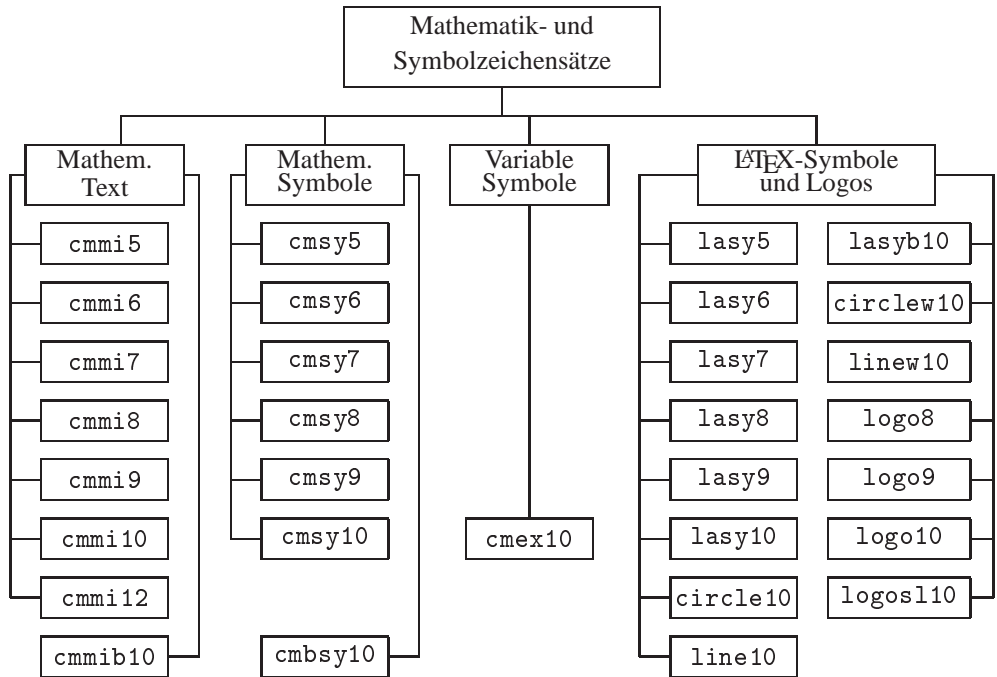 Mathematik- und
Symbolzeichensätze
Mathem.
Text
Mathem.
Symbole
Variable
Symbole
LATEX-Symbole
und Logos
cmmi5
cmmi6
cmmi7
cmmi8
cmmi9
cmmi10
cmmi12
cmmib10
cmsy5
cmsy6
cmsy7
cmsy8
cmsy9
cmsy10
cmbsy10
cmex10
lasy5
lasy6
lasy7
lasy8
lasy9
lasy10
circle10
line10
lasyb10
circlew10
linew10
logo8
logo9
logo10
logosl10